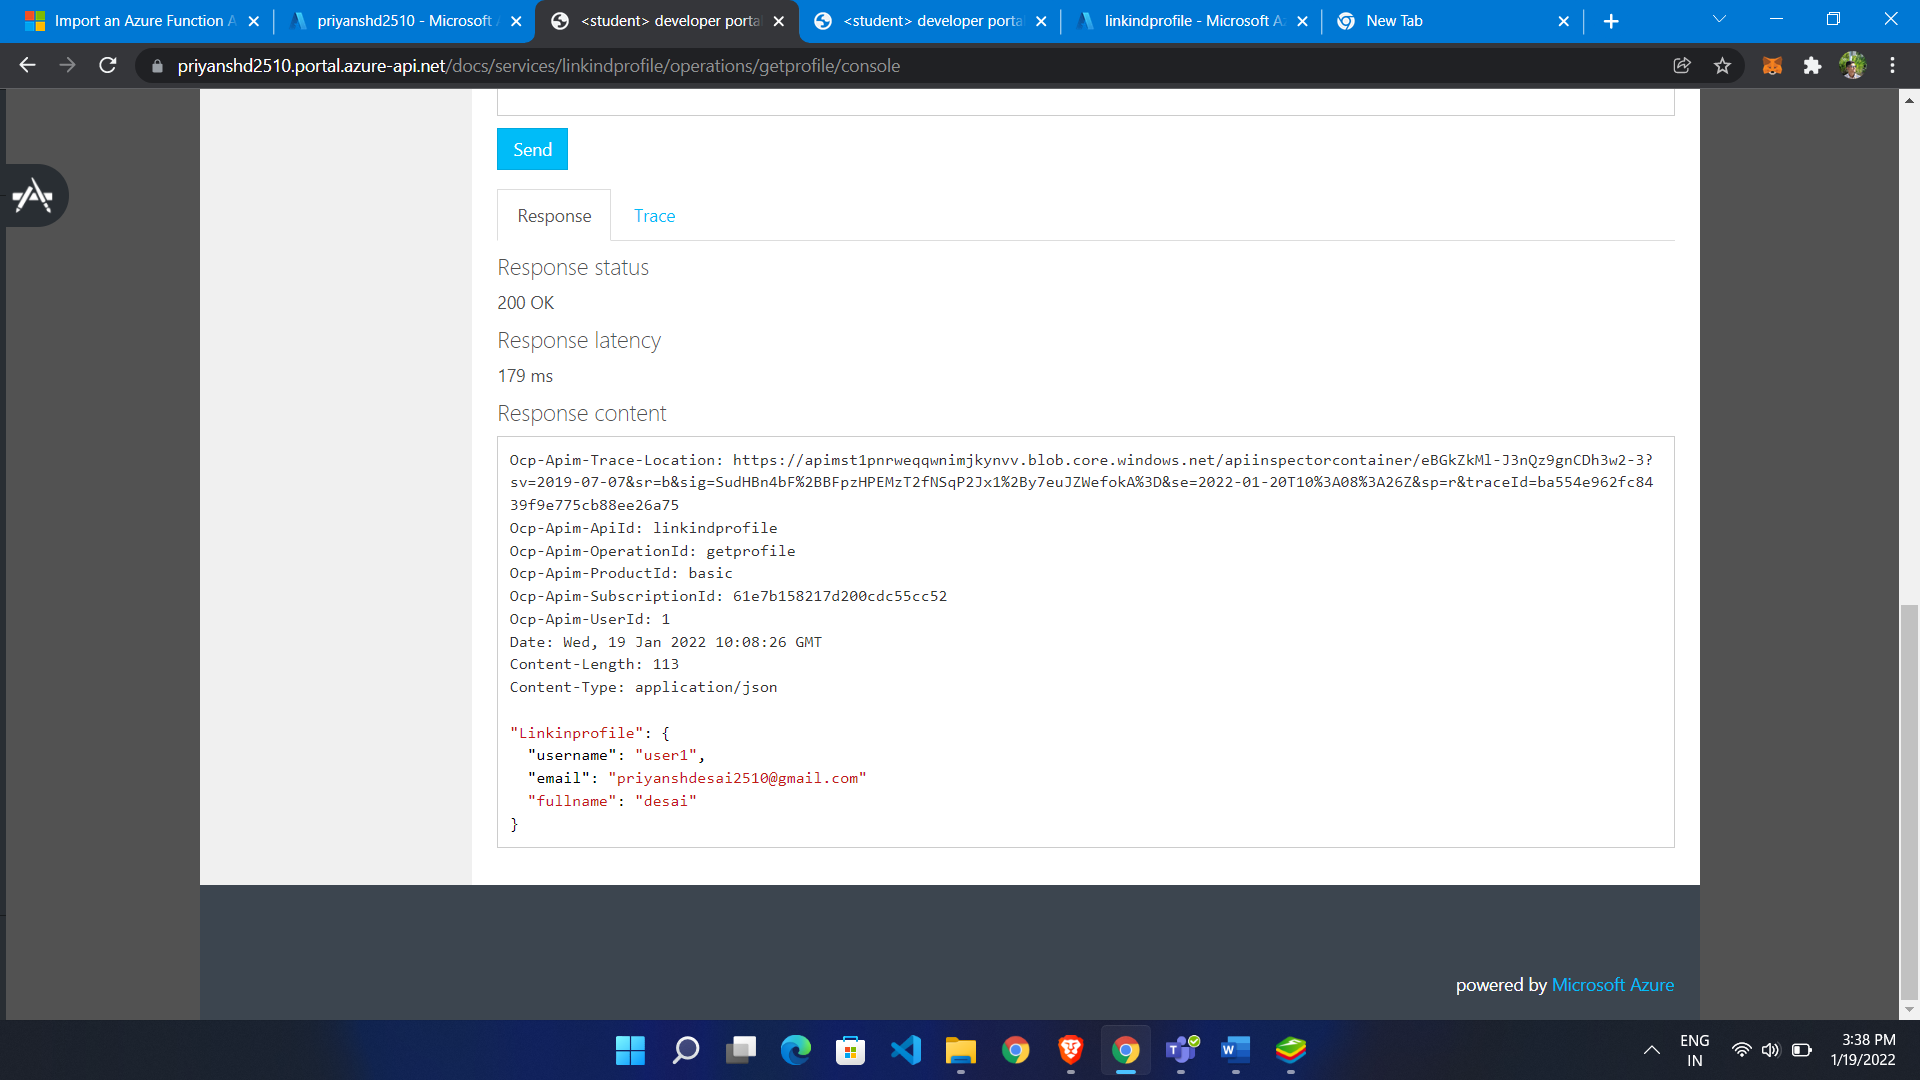 Import an Azure Function A
priyanshd2510 - Microsoft A
<student> developer porta
<student> developer porta
linkindprofile - Microsoft A
New Tab
priyanshd2510.portal.azure-api.net/docs/services/linkindprofile/operations/getprofile/console
Send
Response
Trace
Response status
200 OK
Response latency
179 ms
Response content
Ocp-Apim-Trace-Location: https://apimst1pnrweqqwnimjkynvv.blob.core.windows.net/apiinspectorcontainer/eBGkZkMl-J3nQz9gnCDh3w2-3?
sv=2019-07-07&sr=b&sig=SudHBn4bF%2BBFpzHPEMzT2fNSqP2Jx1%2By7euJZWefokA%3D&se=2022-01-20T10%3A08%3A26Z&sp=r&traceId=ba554e962fc84
39f9e775cb88ee26a75
Ocp-Apim-ApiId: linkindprofile
Ocp-Apim-OperationId: getprofile
Ocp-Apim-ProductId: basic
Ocp-Apim-SubscriptionId: 61e7b158217d200cdc55cc52
Ocp-Apim-UserId: 1
Date: Wed, 19 Jan 2022 10:08:26 GMT
Content-Length: 113
Content-Type: application/json
"Linkinprofile": {
"username": "user1",
"email": "priyanshdesai2510@gmail.com"
"fullname": "desai"
}
powered by Microsoft Azure
ENG
IN
3:38 PM
1/19/2022